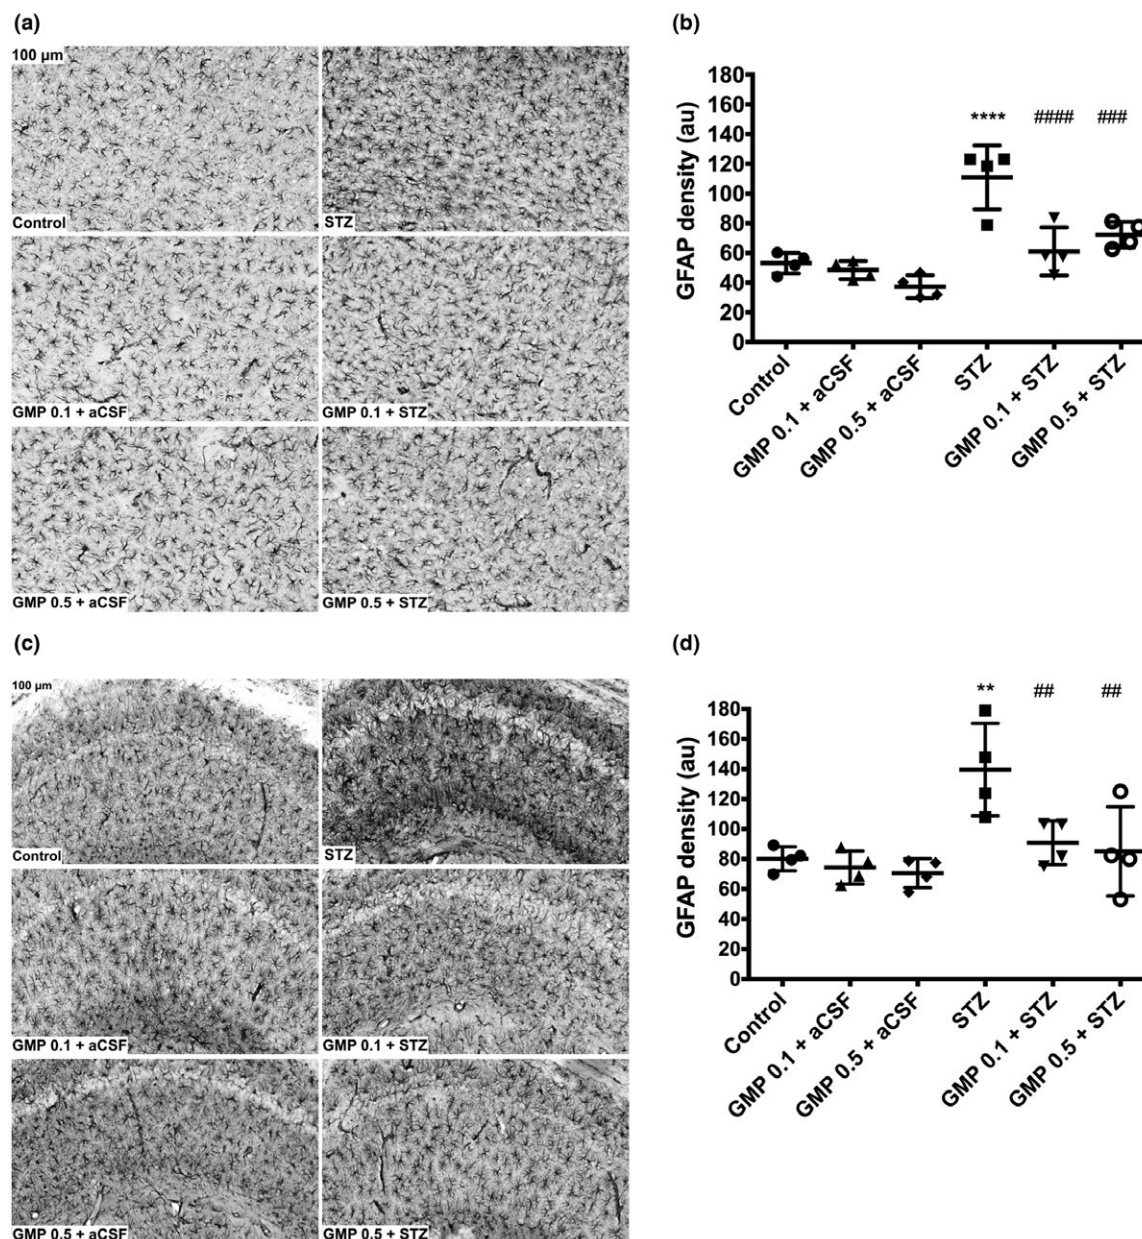 (a)
100 µm
Control
STZ
GMP 0.1 + aCSF
GMP 0.1 + STZ
GMP 0.5 + aCSF
GMP 0.5 + STZ
(b)
GFAP density (au)
180
160
140
120
100
80
60
40
20
0
****
####
###
Control
GMP 0.1 + aCSF
GMP 0.5 + aCSF
STZ
GMP 0.1 + STZ
GMP 0.5 + STZ
(c)
100 µm
Control
STZ
GMP 0.1 + aCSF
GMP 0.1 + STZ
GMP 0.5 + aCSF
GMP 0.5 + STZ
(d)
GFAP density (au)
180
160
140
120
100
80
60
40
20
0
**
##
##
Control
GMP 0.1 + aCSF
GMP 0.5 + aCSF
STZ
GMP 0.1 + STZ
GMP 0.5 + STZ